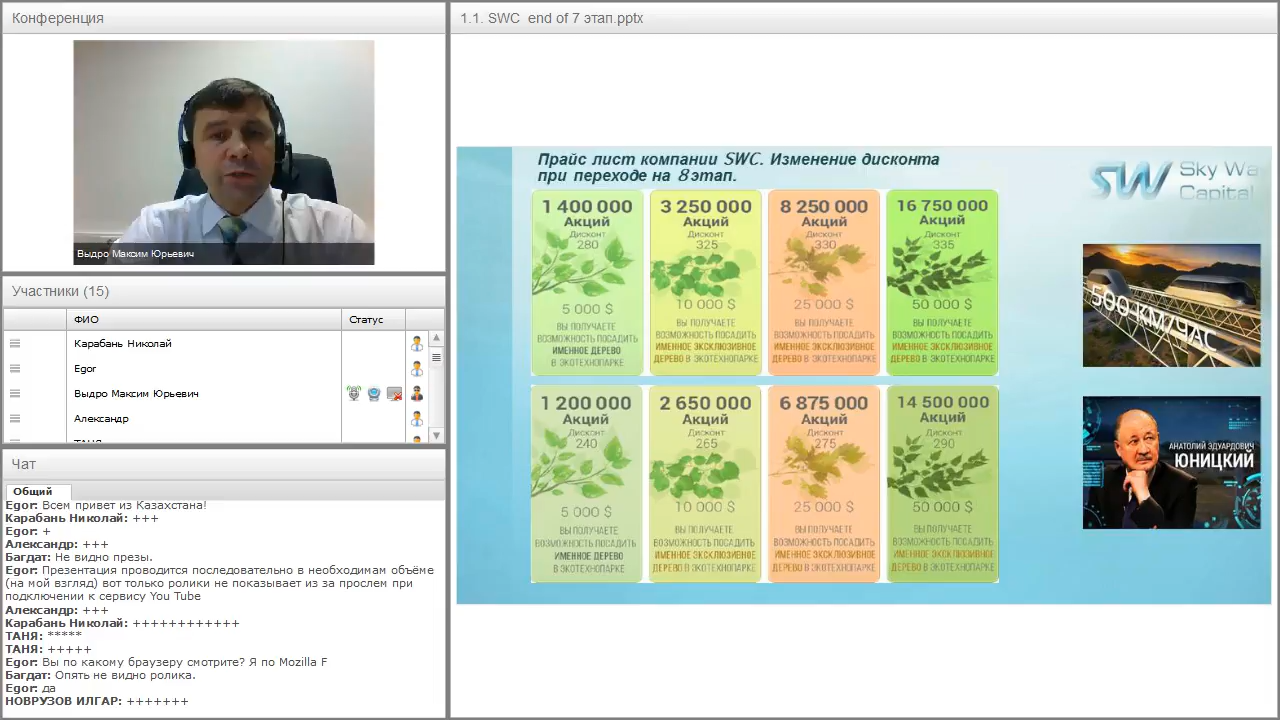 Конференция
Выдро Максим Юрьевич
Участники (15)
ФИО
Статус
Карабань Николай
Egor
Выдро Максим Юрьевич
Александр
ТАНЯ
Чат
Общий
Egor: Всем привет из Казахстана!
Карабань Николай: +++
Egor: +
Александр: +++
Багдат: Не видно презы.
Egor: Презентация проводится последовательно в необходимам объёме
(на мой взгляд) вот только ролики не показывает из за прослем при
подключении к сервису You Tube
Александр: +++
Карабань Николай: ++++++++++++
ТАНЯ: *****
ТАНЯ: +++++
Egor: Вы по какому браузеру смотрите? Я по Mozilla F
Багдат: Опять не видно ролика.
Egor: да
НОВРУЗОВ ИЛГАР: +++++++
1.1. SWC end of 7 этап.pptx
Прайс лист компании SWC. Изменение дисконта
при переходе на 8 этап.
SW Sky Wa
Capital
1 400 000
Акций
Дисконт
280
5 000 $
ВЫ ПОЛУЧАЕТЕ
ВОЗМОЖНОСТЬ ПОСАДИТЬ
ИМЕННОЕ ДЕРЕВО
В ЭКОТЕХНОПАРКЕ
3 250 000
Акций
Дисконт
325
10 000 $
ВЫ ПОЛУЧАЕТЕ
ВОЗМОЖНОСТЬ ПОСАДИТЬ
ИМЕННОЕ ЭКСКЛЮЗИВНОЕ
ДЕРЕВО В ЭКОТЕХНОПАРКЕ
8 250 000
Акций
Дисконт
330
25 000 $
ВЫ ПОЛУЧАЕТЕ
ВОЗМОЖНОСТЬ ПОСАДИТЬ
ИМЕННОЕ ЭКСКЛЮЗИВНОЕ
ДЕРЕВО В ЭКОТЕХНОПАРКЕ
16 750 000
Акций
Дисконт
335
50 000 $
ВЫ ПОЛУЧАЕТЕ
ВОЗМОЖНОСТЬ ПОСАДИТЬ
ИМЕННОЕ ЭКСКЛЮЗИВНОЕ
ДЕРЕВО В ЭКОТЕХНОПАРКЕ
1 200 000
Акций
Дисконт
240
5 000 $
ВЫ ПОЛУЧАЕТЕ
ВОЗМОЖНОСТЬ ПОСАДИТЬ
ИМЕННОЕ ДЕРЕВО
В ЭКОТЕХНОПАРКЕ
2 650 000
Акций
Дисконт
265
10 000 $
ВЫ ПОЛУЧАЕТЕ
ВОЗМОЖНОСТЬ ПОСАДИТЬ
ИМЕННОЕ ЭКСКЛЮЗИВНОЕ
ДЕРЕВО В ЭКОТЕХНОПАРКЕ
6 875 000
Акций
Дисконт
275
25 000 $
ВЫ ПОЛУЧАЕТЕ
ВОЗМОЖНОСТЬ ПОСАДИТЬ
ИМЕННОЕ ЭКСКЛЮЗИВНОЕ
ДЕРЕВО В ЭКОТЕХНОПАРКЕ
14 500 000
Акций
Дисконт
290
50 000 $
ВЫ ПОЛУЧАЕТЕ
ВОЗМОЖНОСТЬ ПОСАДИТЬ
ИМЕННОЕ ЭКСКЛЮЗИВНОЕ
ДЕРЕВО В ЭКОТЕХНОПАРКЕ
500 КМ/ЧАС
АНАТОЛИЙ ЭДУАРДОВИЧ
ЮНИЦКИЙ